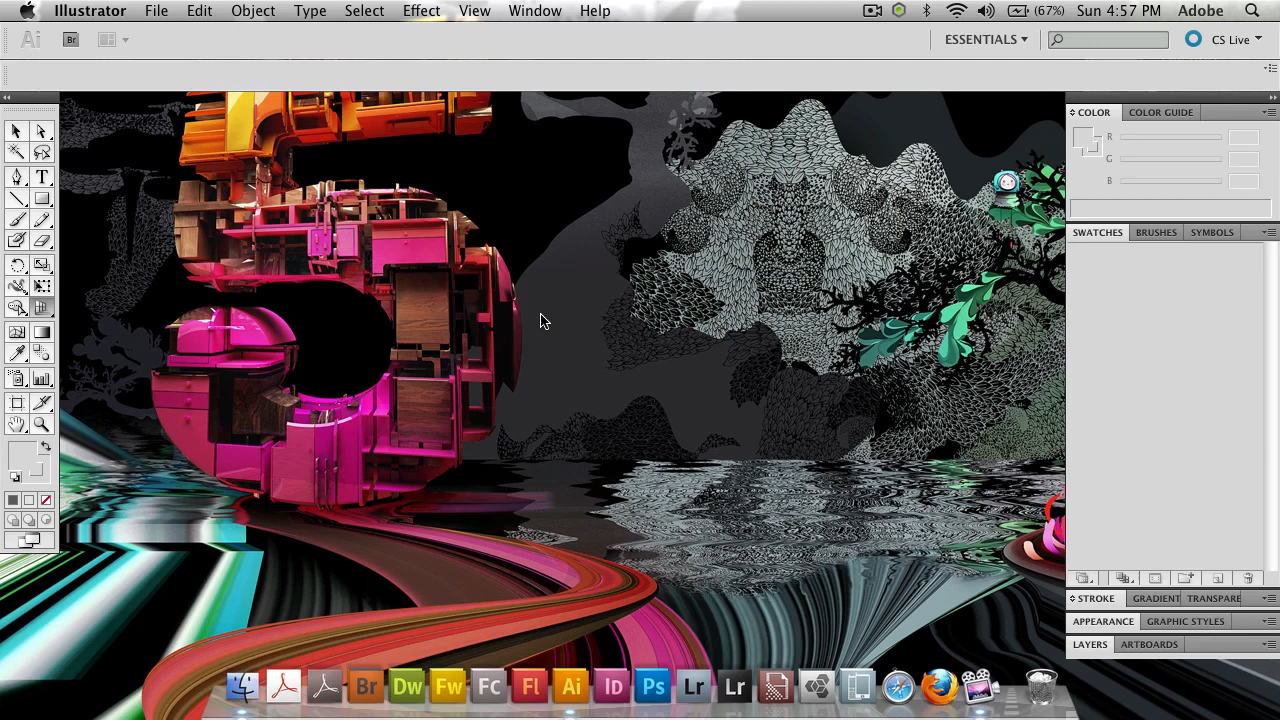 Illustrator File Edit Object Type Select Effect View Window Help (67%) Sun 4:57 PM Adobe
Ai Br ESSENTIALS CS Live
COLOR COLOR GUIDE
R
G
B
T
SWATCHES BRUSHES SYMBOLS
STROKE GRADIENT TRANSPARE
APPEARANCE GRAPHIC STYLES
LAYERS ARTBOARDS
Br Dw Fw Fc Fl Ai Id Ps Lr Lr